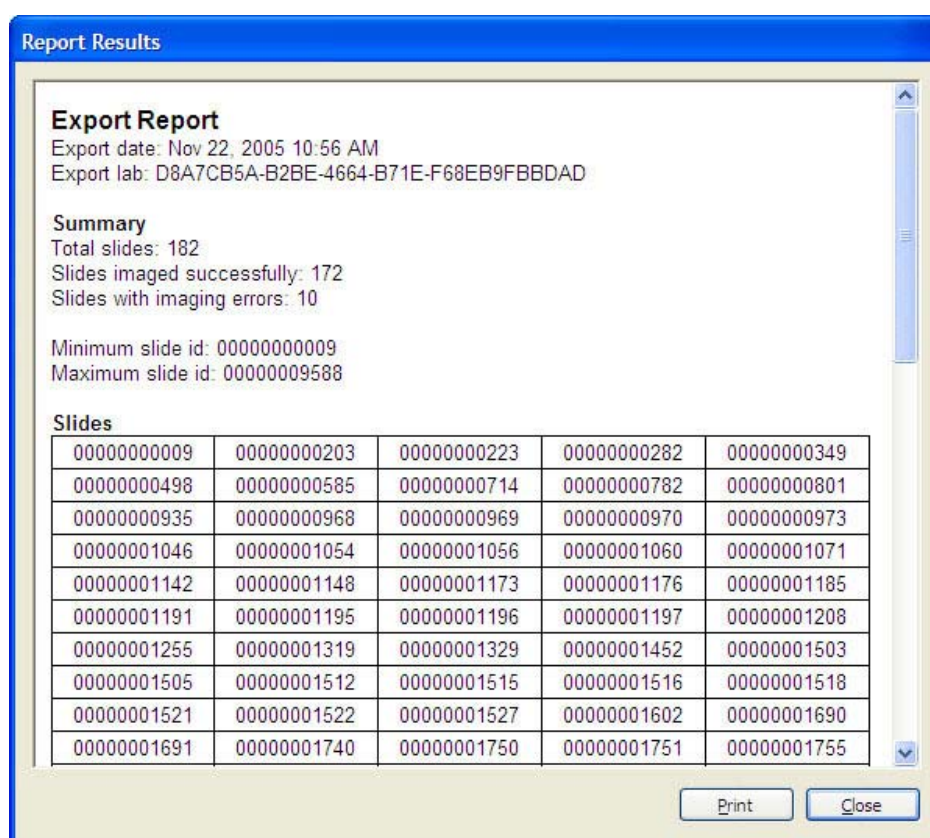 Report Results
Export Report
Export date: Nov 22, 2005 10:56 AM
Export lab: D8A7CB5A-B2BE-4664-B71E-F68EB9FBBDAD
Summary
Total slides: 182
Slides imaged successfully: 172
Slides with imaging errors: 10
Minimum slide id: 00000000009
Maximum slide id: 00000009588
Slides
00000000009 00000000203 00000000223 00000000282 00000000349
00000000498 00000000585 00000000714 00000000782 00000000801
00000000935 00000000968 00000000969 00000000970 00000000973
00000001046 00000001054 00000001056 00000001060 00000001071
00000001142 00000001148 00000001173 00000001176 00000001185
00000001191 00000001195 00000001196 00000001197 00000001208
00000001255 00000001319 00000001329 00000001452 00000001503
00000001505 00000001512 00000001515 00000001516 00000001518
00000001521 00000001522 00000001527 00000001602 00000001690
00000001691 00000001740 00000001750 00000001751 00000001755
Print Close